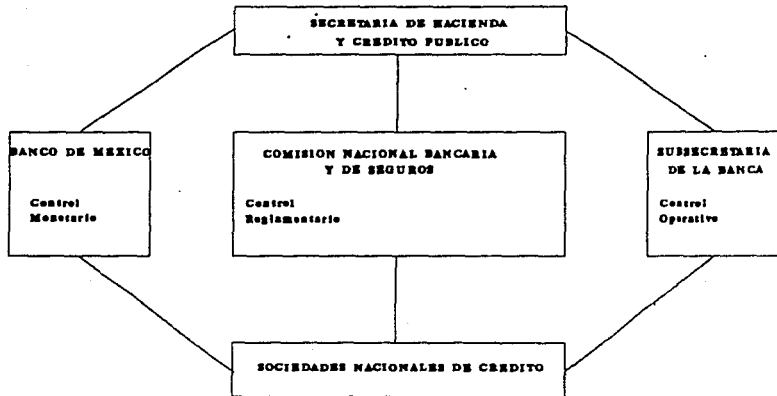 SECRETARIA DE HACIENDA
Y CREDITO PUBLICO
BANCO DE MEXICO
Control
Monetario
COMISION NACIONAL BANCARIA
Y DE SEGUROS
Control
Reglamentario
SUBSECRETARIA
DE LA BANCA
Control
Operativo
SOCIEDADES NACIONALES DE CREDITO